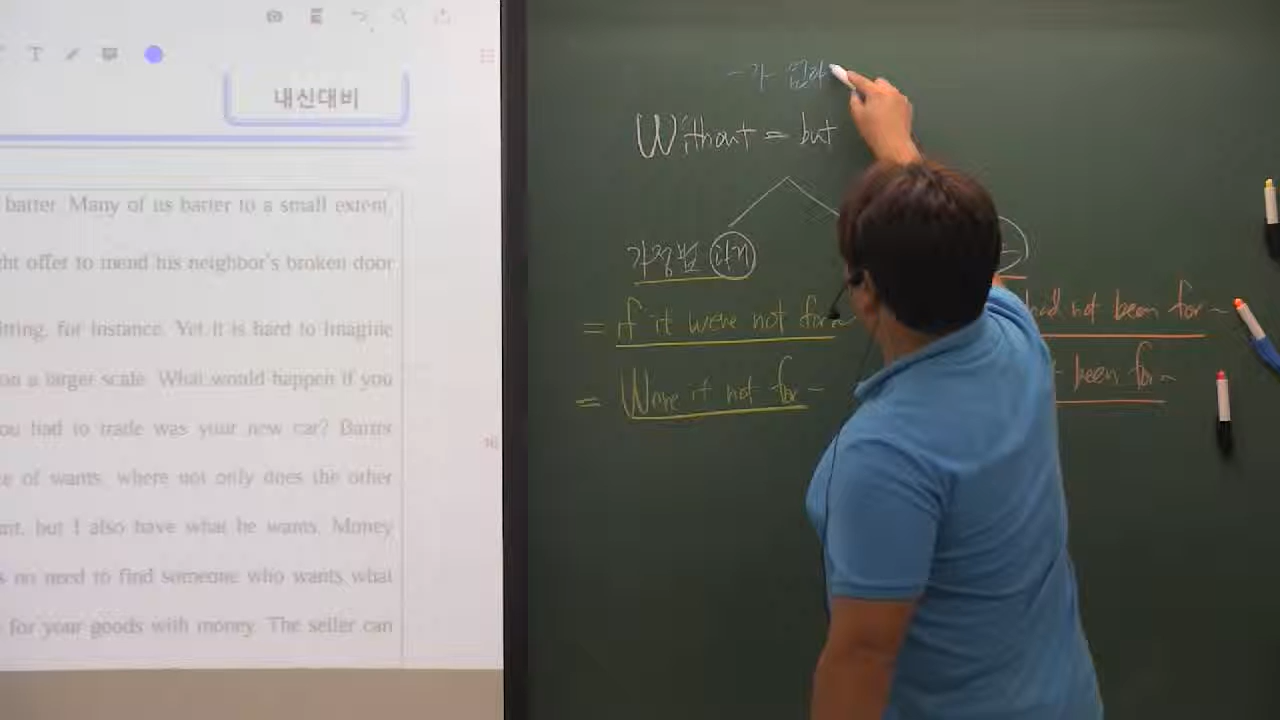 내신대비
barter. Many of us barter to a small extent,
ght offer to mend his neighbor's broken door
itting, for instance. Yet it is hard to imagine
on a larger scale. What would happen if you
ou had to trade was your new car? Barter
e of wants, where not only does the other
nt, but I also have what he wants. Money
s no need to find someone who wants what
for your goods with money. The seller can
16
~가 없다
Without = but
가정법 과거
= if it were not for ~
had not been for ~
= Were it not for ~
t been for ~